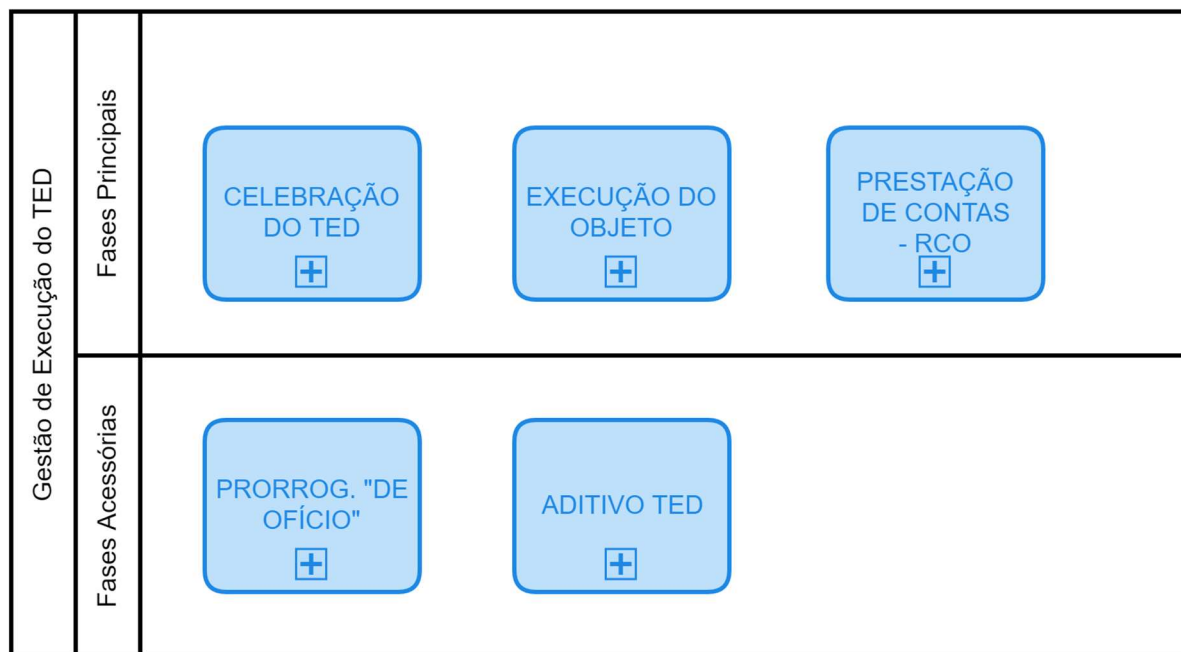 Gestão de Execução do TED
Fases Principais
CELEBRAÇÃO
DO TED
EXECUÇÃO DO
OBJETO
PRESTAÇÃO
DE CONTAS
- RCO
Fases Acessórias
PRORROG. "DE
OFÍCIO"
ADITIVO TED